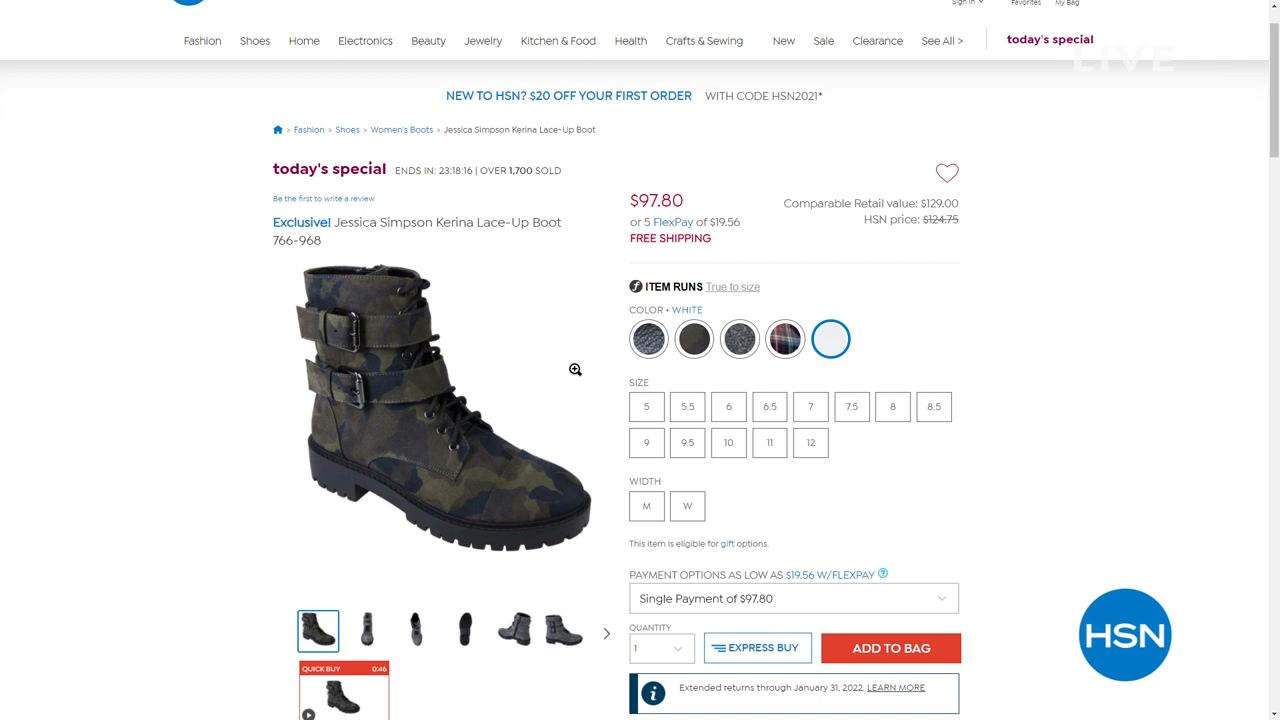 Sign In
Favorites
My Bag
Fashion Shoes Home Electronics Beauty Jewelry Kitchen & Food Health Crafts & Sewing New Sale Clearance See All > today's special
LIVE
NEW TO HSN? $20 OFF YOUR FIRST ORDER WITH CODE HSN2021*
> Fashion > Shoes > Women's Boots > Jessica Simpson Kerina Lace-Up Boot
today's special ENDS IN: 23:18:16 | OVER 1,700 SOLD
Be the first to write a review
Exclusive! Jessica Simpson Kerina Lace-Up Boot
766-968
$97.80
or 5 FlexPay of $19.56
FREE SHIPPING
Comparable Retail value: $129.00
HSN price: $124.75
ITEM RUNS True to size
COLOR • WHITE
SIZE
5 5.5 6 6.5 7 7.5 8 8.5
9 9.5 10 11 12
WIDTH
M W
This item is eligible for gift options.
PAYMENT OPTIONS AS LOW AS $19.56 W/FLEXPAY ?
Single Payment of $97.80
QUANTITY
1
EXPRESS BUY
ADD TO BAG
Extended returns through January 31, 2022. LEARN MORE
QUICK BUY 0:46
HSN